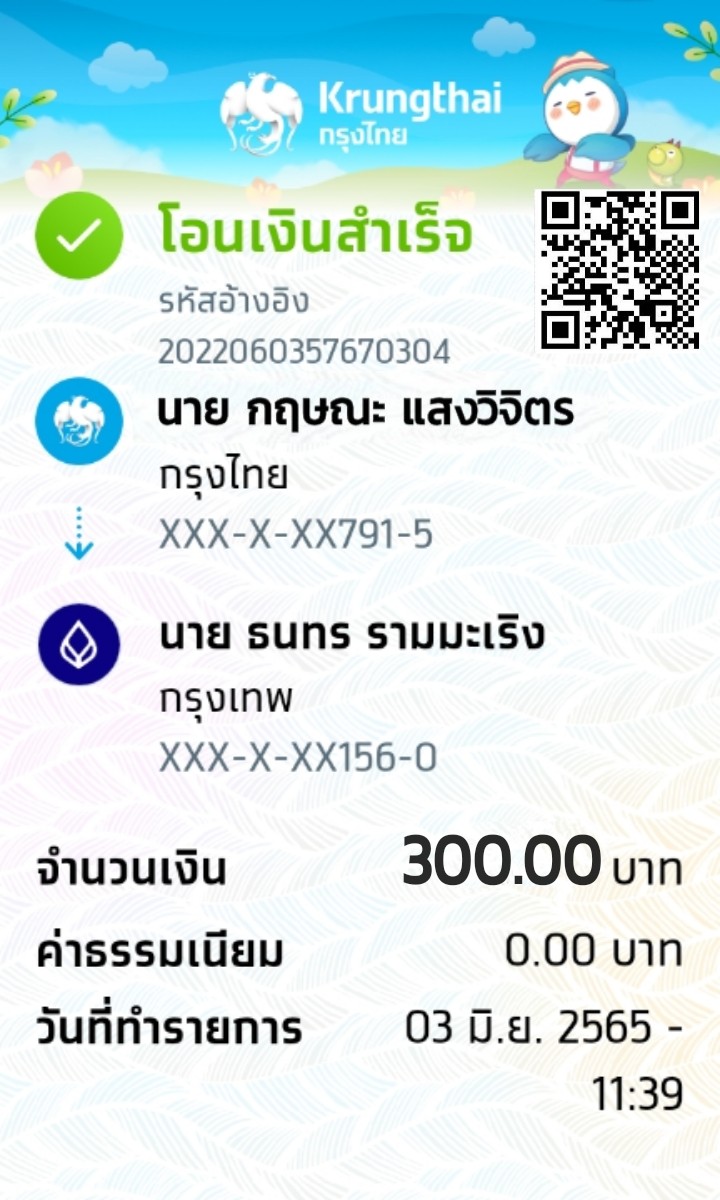 Krungthai
กรุงไทย
โอนเงินสำเร็จ
รหัสอ้างอิง
2022060357670304
นาย กฤษณะ แสงวิจิตร
กรุงไทย
XXX-X-XX791-5
นาย ธนทร รามมะเริง
กรุงเทพ
XXX-X-XX156-0
จำนวนเงิน 300.00 บาท
ค่าธรรมเนียม 0.00 บาท
วันที่ทำรายการ 03 มิ.ย. 2565 -
11:39